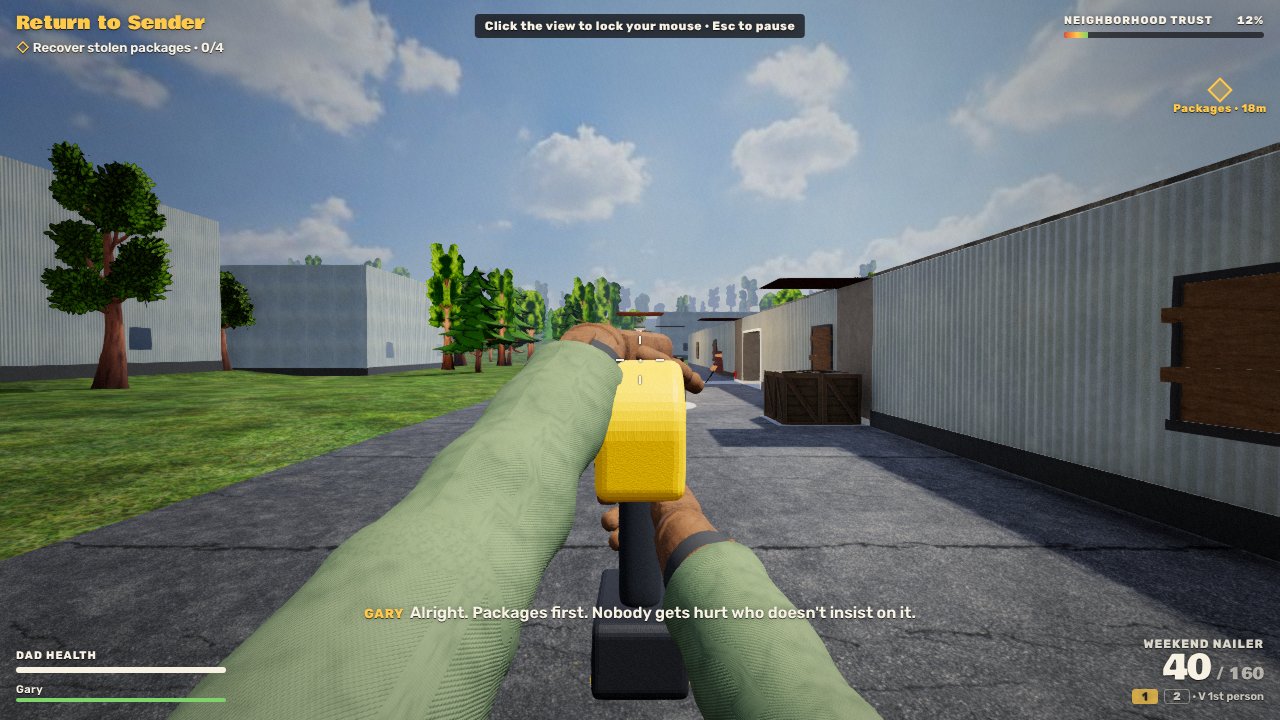 Return to Sender
Recover stolen packages • 0/4
Click the view to lock your mouse • Esc to pause
NEIGHBORHOOD TRUST 12%
Packages • 18m
GARY Alright. Packages first. Nobody gets hurt who doesn't insist on it.
DAD HEALTH
Gary
WEEKEND NAILER
40 / 160
1 2 • V 1st person